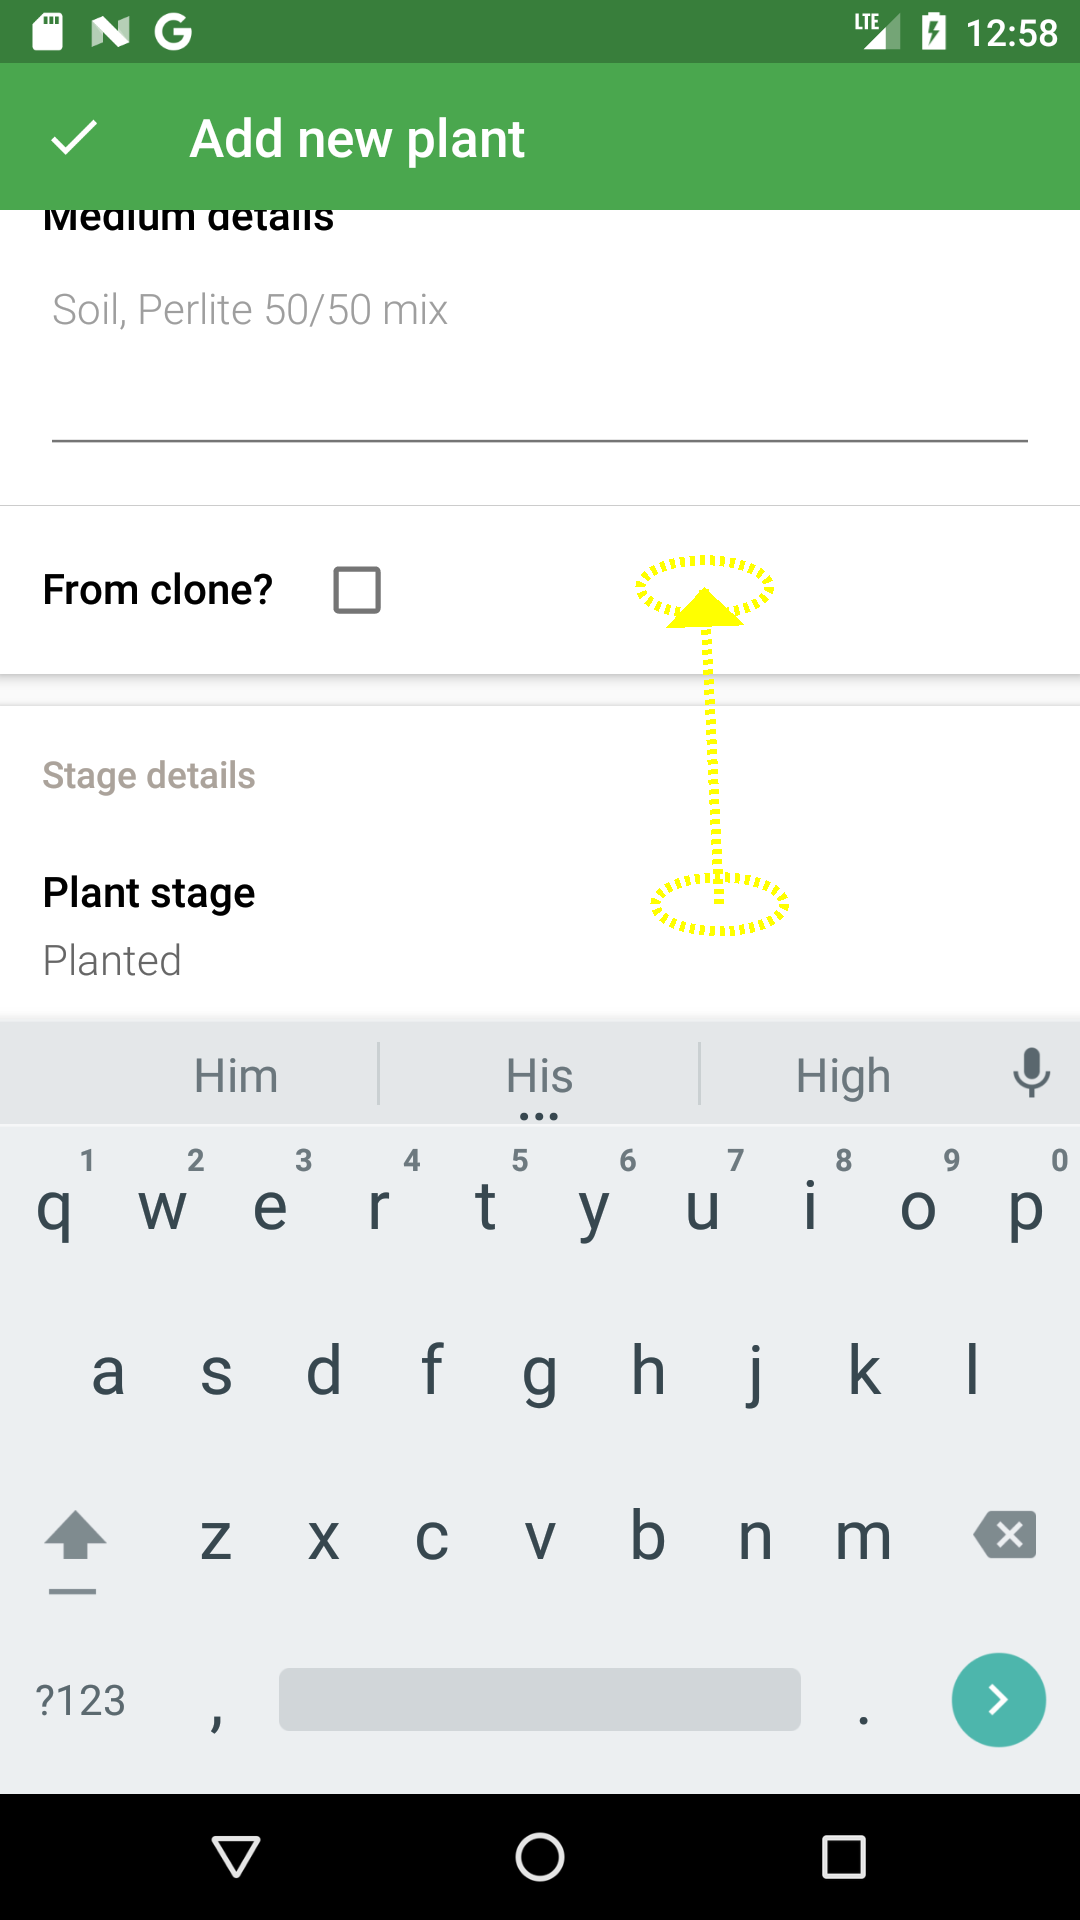 LTE 12:58
Add new plant
Medium details
Soil, Perlite 50/50 mix
From clone?
Stage details
Plant stage
Planted
Him His High
1 2 3 4 5 6 7 8 9 0
q w e r t y u i o p
a s d f g h j k l
z x c v b n m
?123 , .